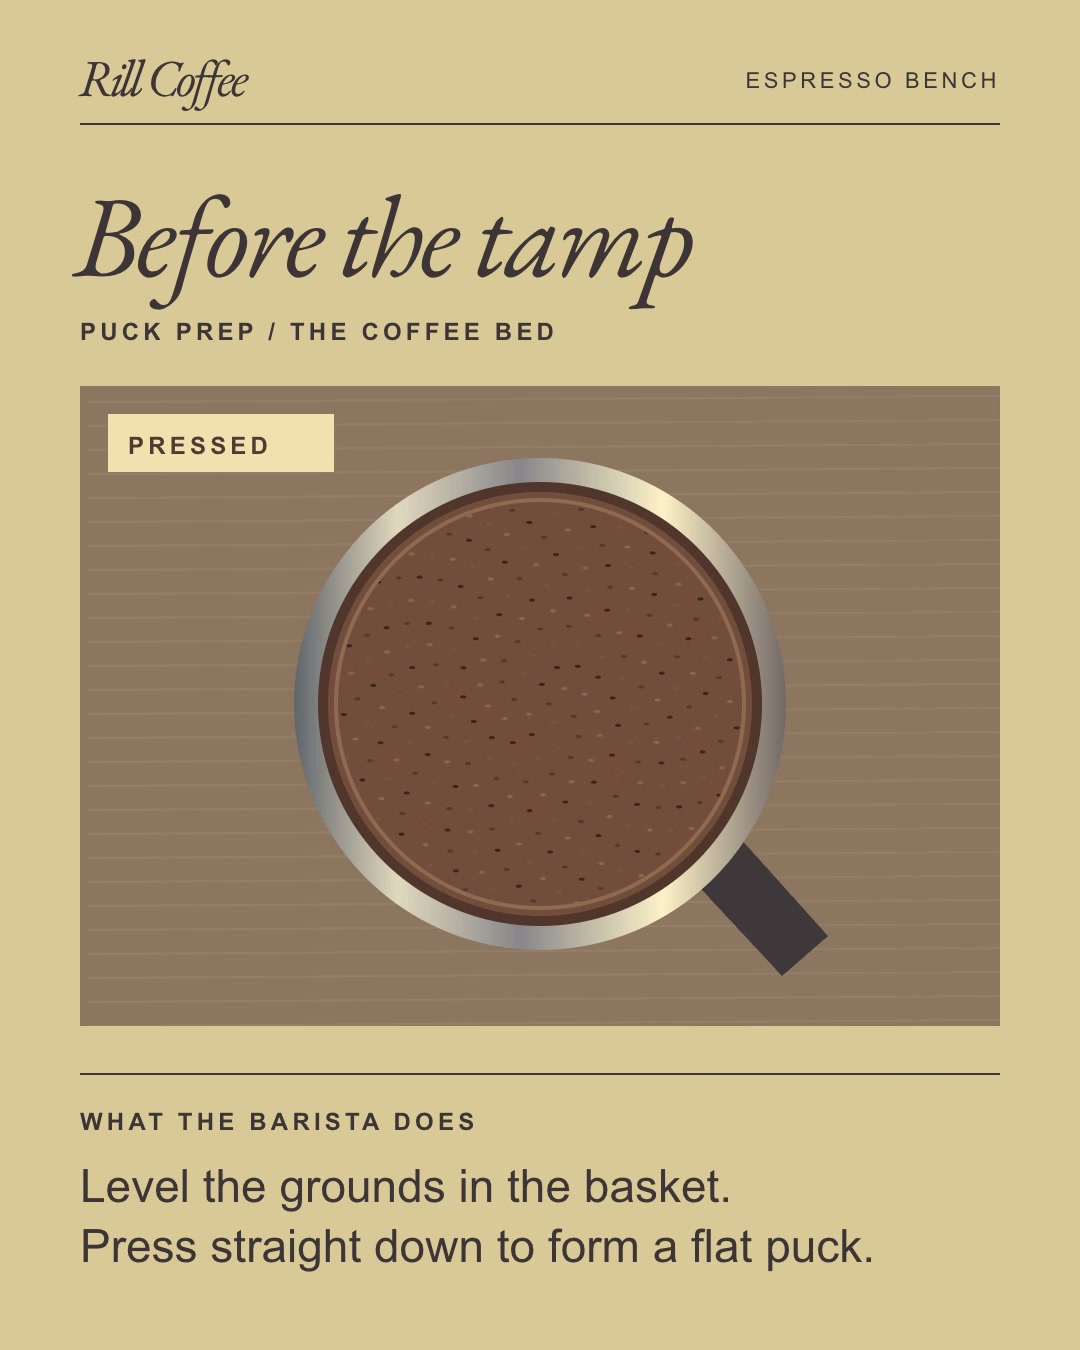 Rill Coffee
ESPRESSO BENCH
Before the tamp
PUCK PREP / THE COFFEE BED
PRESSED
WHAT THE BARISTA DOES
Level the grounds in the basket.
Press straight down to form a flat puck.